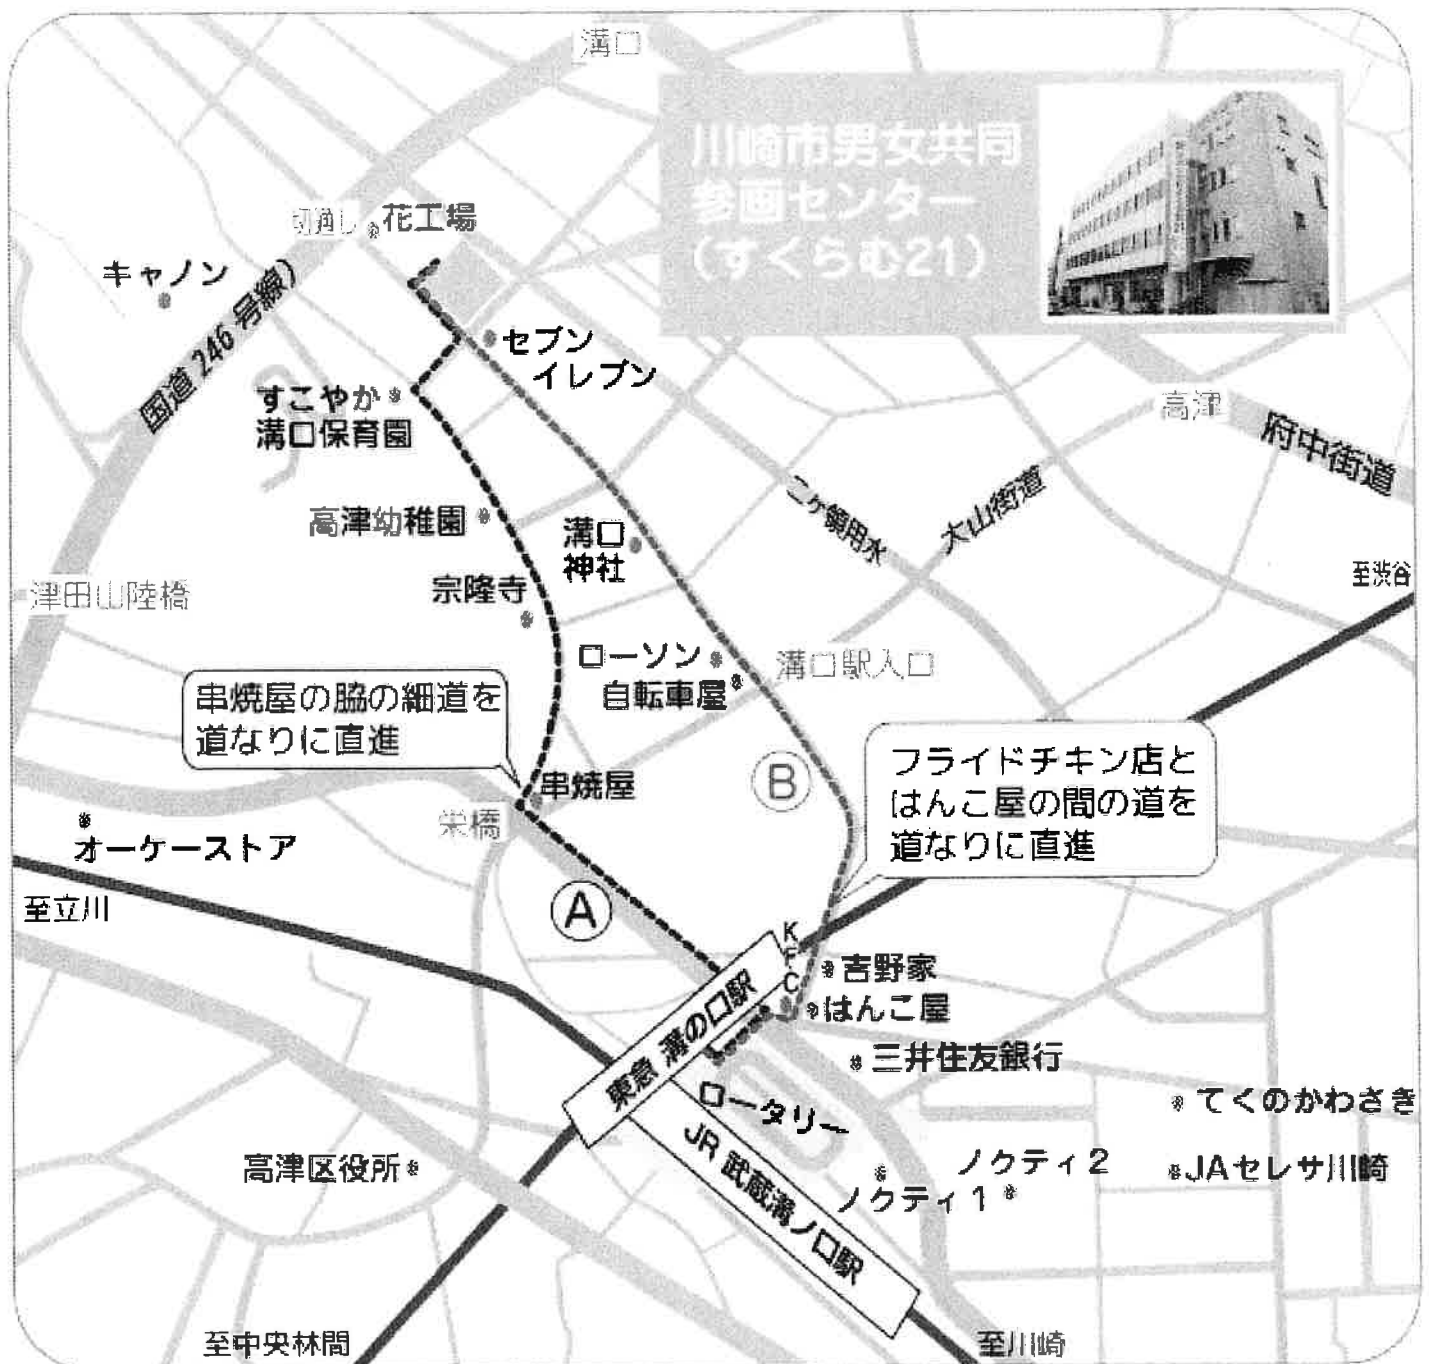 溝口
川崎市男女共同
参画センター
(すくらむ21)
切通し
花工場
キャノン
国道246号線)
セブン
イレブン
すこやか
溝口保育園
高津
府中街道
高津幼稚園
溝口
神社
二ヶ領用水
大山街道
至渋谷
津田山陸橋
宗隆寺
ローソン
自転車屋
溝口駅入口
串焼屋の脇の細道を
道なりに直進
串焼屋
B
フライドチキン店と
はんこ屋の間の道を
道なりに直進
栄橋
オーケーストア
至立川
A
KFC
吉野家
はんこ屋
東急 溝の口駅
三井住友銀行
ロータリー
てくのかわさき
JR 武蔵溝ノ口駅
高津区役所
ノクティ2
JAセレサ川崎
ノクティ1
至中央林間
至川崎